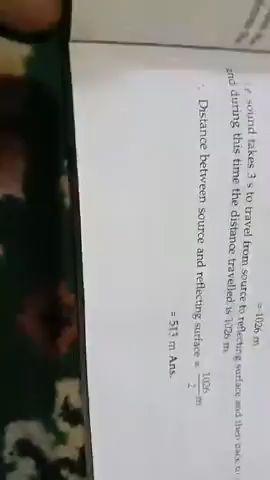 = 1026 m
sound takes 3 s to travel from source to reflecting surface and then back to
and during this time the distance travelled is 1026 m.
∴ Distance between source and reflecting surface = 1026/2 m
= 513 m Ans.